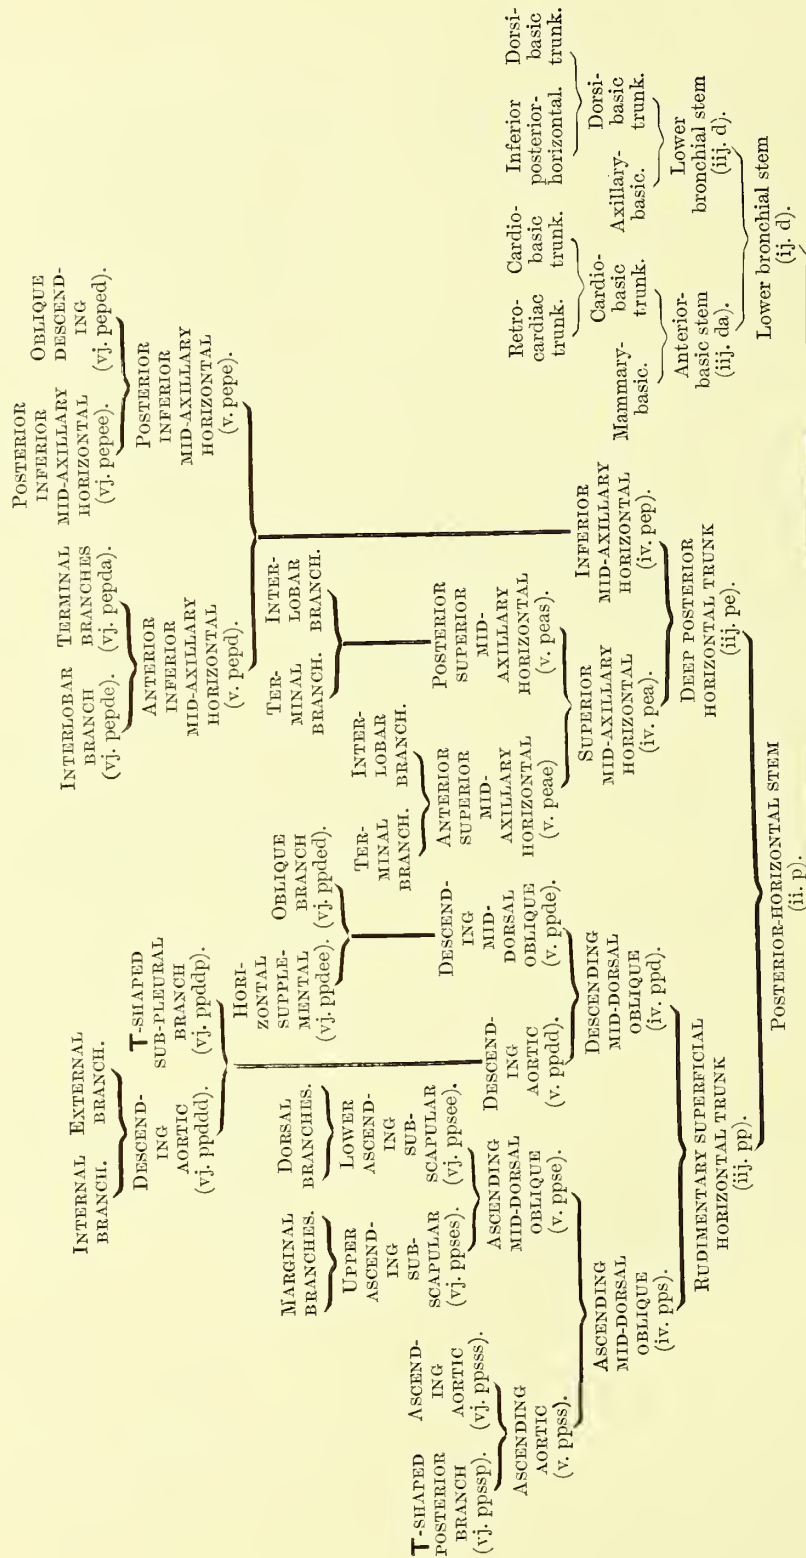 INTERNAL EXTERNAL
BRANCH. BRANCH.
DESCEND-
ING
AORTIC
(vj. ppddd).
T-SHAPED
SUB-PLEURAL
BRANCH
(vj. ppddp).
HORI-
ZONTAL
SUPPLE-
MENTAL
(vj. ppdee).
OBLIQUE
BRANCH
(vj. ppded).
MARGINAL
BRANCHES.
DORSAL
BRANCHES.
UPPER
ASCEND-
ING
SUB-
SCAPULAR
(vj. ppses).
LOWER
ASCEND-
ING
SUB-
SCAPULAR
(vj. ppsee).
T-SHAPED
POSTERIOR
BRANCH
(vj. ppssp).
ASCEND-
ING
AORTIC
(vj. ppsss).
ASCENDING
AORTIC
(v. ppss).
ASCENDING
MID-DORSAL
OBLIQUE
(v. ppse).
DESCEND-
ING
AORTIC
(v. ppdd).
DESCEND-
ING
MID-
DORSAL
OBLIQUE
(v. ppde).
ASCENDING
MID-DORSAL
OBLIQUE
(iv. pps).
DESCENDING
MID-DORSAL
OBLIQUE
(iv. ppd).
RUDIMENTARY SUPERFICIAL
HORIZONTAL TRUNK
(iij. pp).
INTERLOBAR
BRANCH
(vj. pepde).
TERMINAL
BRANCHES
(vj. pepda).
POSTERIOR
INFERIOR
MID-AXILLARY
HORIZONTAL
(vj. pepee).
OBLIQUE
DESCEND-
ING
(vj. peped).
ANTERIOR
INFERIOR
MID-AXILLARY
HORIZONTAL
(v. pepd).
POSTERIOR
INFERIOR
MID-AXILLARY
HORIZONTAL
(v. pepe).
TER-
MINAL
BRANCH.
INTER-
LOBAR
BRANCH.
TER-
MINAL
BRANCH.
INTER-
LOBAR
BRANCH.
ANTERIOR
SUPERIOR
MID-
AXILLARY
HORIZONTAL
(v. peae)
POSTERIOR
SUPERIOR
MID-
AXILLARY
HORIZONTAL
(v. peas).
SUPERIOR
MID-AXILLARY
HORIZONTAL
(iv. pea).
INFERIOR
MID-AXILLARY
HORIZONTAL
(iv. pep).
DEEP POSTERIOR
HORIZONTAL TRUNK
(iij. pe).
POSTERIOR-HORIZONTAL STEM
(ii. p).
Retro-
cardiac
trunk.
Cardio-
basic
trunk.
Inferior
posterior-
horizontal.
Dorsi-
basic
trunk.
Mammary-
basic.
Cardio-
basic
trunk.
Axillary-
basic.
Dorsi-
basic
trunk.
Anterior-
basic stem
(iij. da).
Lower
bronchial stem
(iij. d).
Lower bronchial stem
(ij. d).